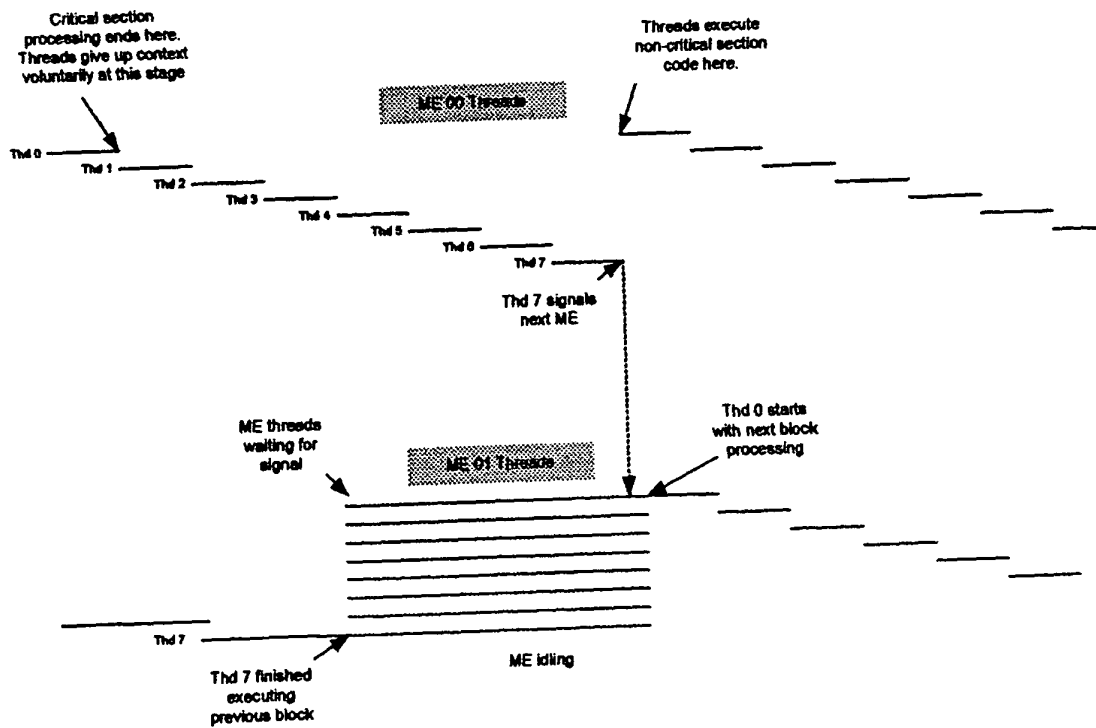 Critical section
processing ends here.
Threads give up context
voluntarily at this stage
Threads execute
non-critical section
code here.
ME 00 Threads
Thd 0
Thd 1
Thd 2
Thd 3
Thd 4
Thd 5
Thd 6
Thd 7
Thd 7 signals
next ME
ME threads
waiting for
signal
ME 01 Threads
Thd 0 starts
with next block
processing
Thd 7
ME idling
Thd 7 finished
executing
previous block